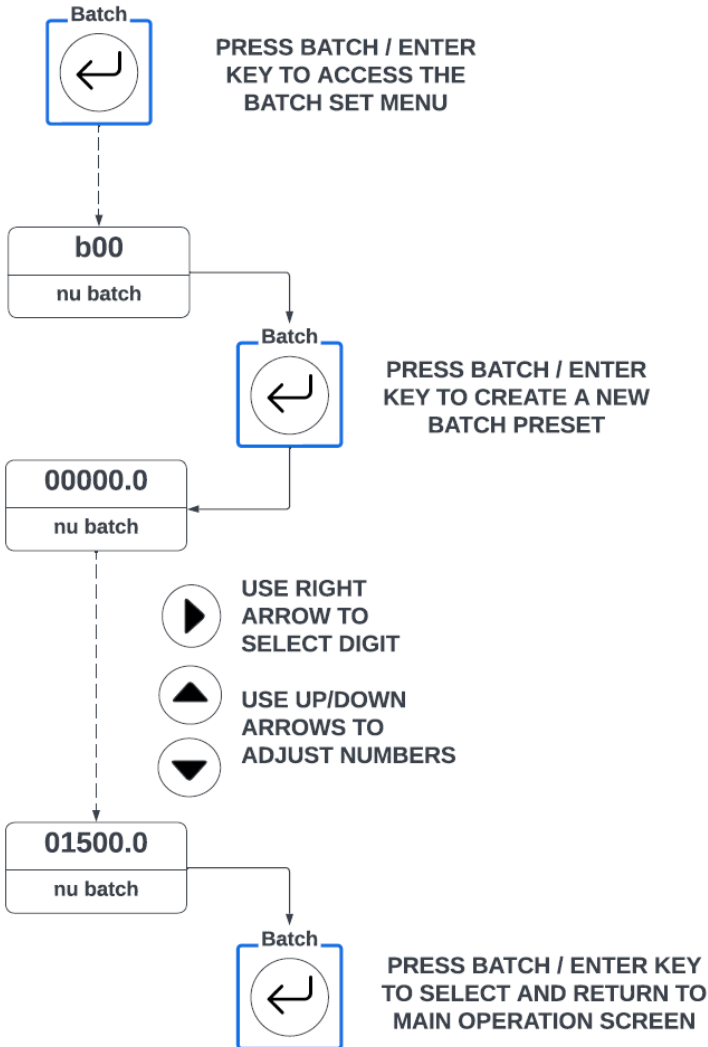 Batch
PRESS BATCH / ENTER
KEY TO ACCESS THE
BATCH SET MENU
b00
nu batch
Batch
PRESS BATCH / ENTER
KEY TO CREATE A NEW
BATCH PRESET
00000.0
nu batch
USE RIGHT
ARROW TO
SELECT DIGIT
USE UP/DOWN
ARROWS TO
ADJUST NUMBERS
01500.0
nu batch
Batch
PRESS BATCH / ENTER KEY
TO SELECT AND RETURN TO
MAIN OPERATION SCREEN